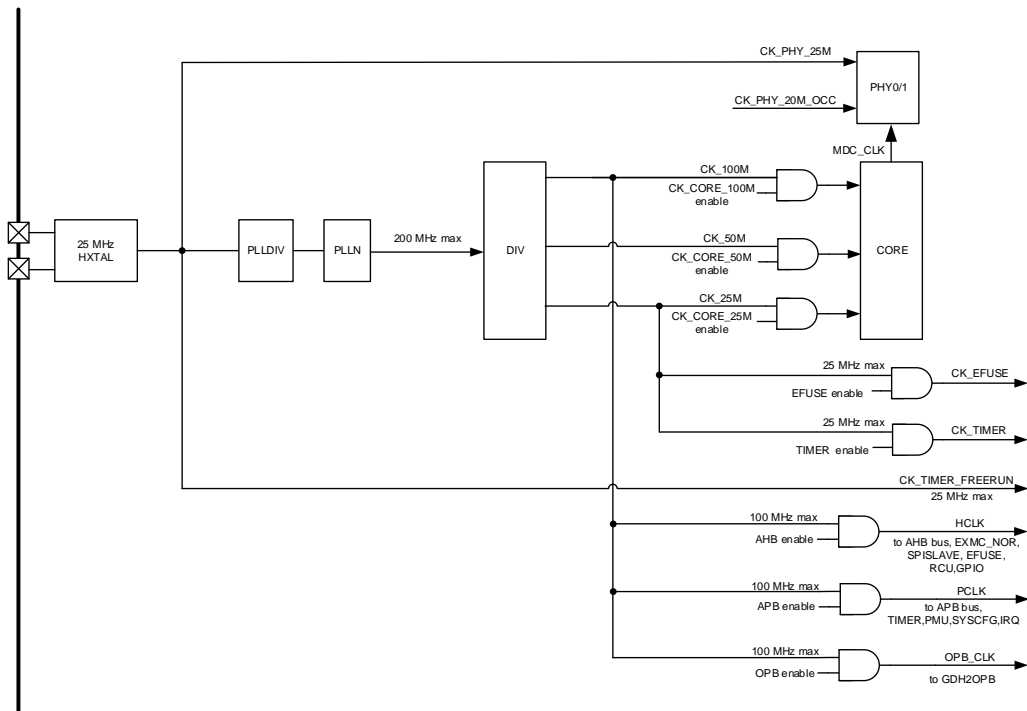 CK_PHY_25M
PHY0/1
CK_PHY_20M_OCC
MDC_CLK
CK_100M
CK_CORE_100M
enable
25 MHz
HXTAL
PLLDIV
PLLN
200 MHz max
DIV
CK_50M
CK_CORE_50M
enable
CORE
CK_25M
CK_CORE_25M
enable
25 MHz max
CK_EFUSE
EFUSE enable
25 MHz max
CK_TIMER
TIMER enable
CK_TIMER_FREERUN
25 MHz max
100 MHz max
HCLK
AHB enable
to AHB bus, EXMC_NOR,
SPISLAVE, EFUSE,
RCU,GPIO
100 MHz max
PCLK
APB enable
to APB bus,
TIMER,PMU,SYSCFG,IRQ
100 MHz max
OPB_CLK
OPB enable
to GDH2OPB